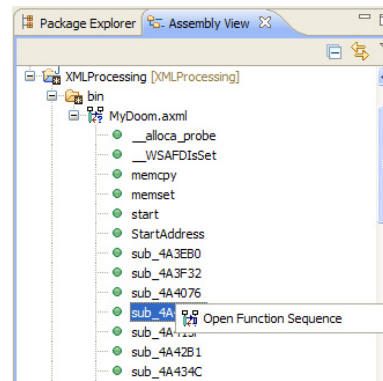 Package Explorer Assembly View
XMLProcessing [XMLProcessing]
bin
MyDoom.axml
__alloca_probe
__WSAFDIsSet
memcpy
memset
start
StartAddress
sub_4A3EB0
sub_4A3F32
sub_4A4076
Open Function Sequence
sub_4A42B1
sub_4A434C